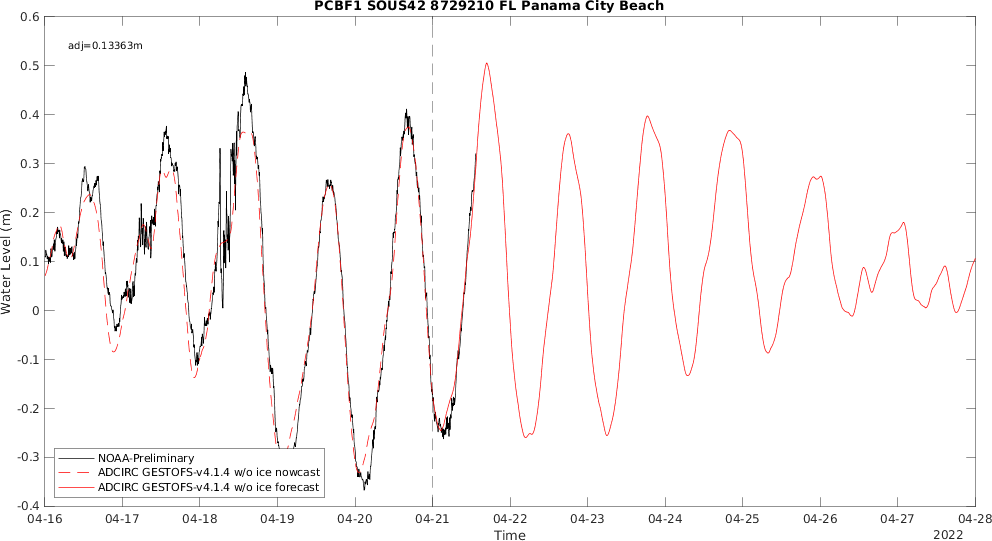 PCBF1 SOUS42 8729210 FL Panama City Beach
0.6
adj=0.13363m
0.5
0.4
0.3
0.2
0.1
0
-0.1
-0.2
-0.3
-0.4
Water Level (m)
NOAA-Preliminary
ADCIRC GESTOFS-v4.1.4 w/o ice nowcast
ADCIRC GESTOFS-v4.1.4 w/o ice forecast
04-16 04-17 04-18 04-19 04-20 04-21 04-22 04-23 04-24 04-25 04-26 04-27 04-28
Time
2022